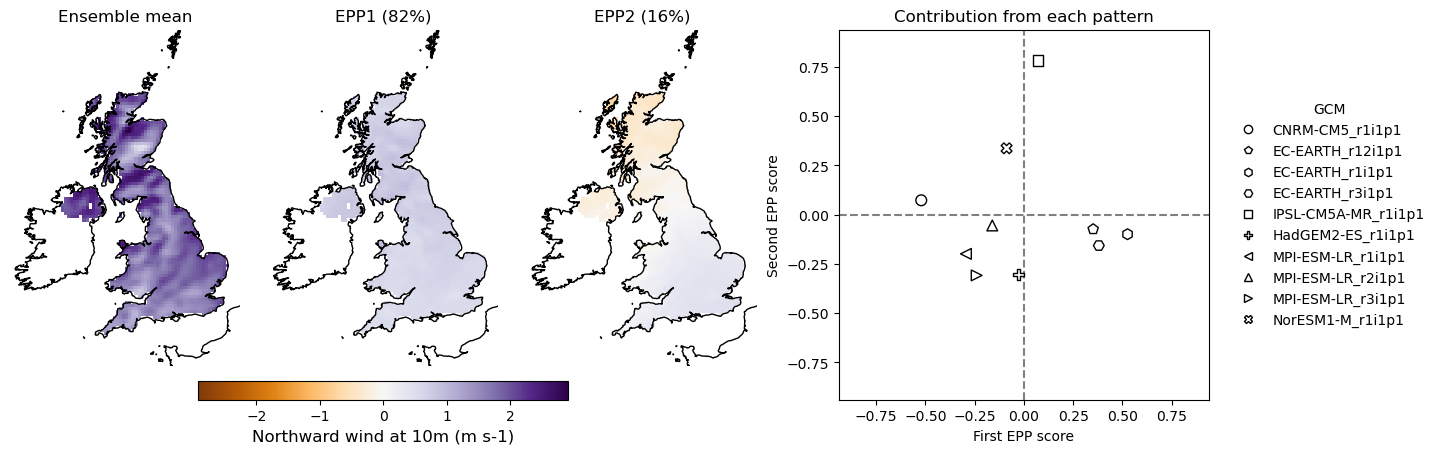 Ensemble mean
EPP1 (82%)
EPP2 (16%)
−2
−1
0
1
2
Northward wind at 10m (m s-1)
Contribution from each pattern
Second EPP score
0.75
0.50
0.25
0.00
−0.25
−0.50
−0.75
−0.75
−0.50
−0.25
0.00
0.25
0.50
0.75
First EPP score
GCM
CNRM-CM5_r1i1p1
EC-EARTH_r12i1p1
EC-EARTH_r1i1p1
EC-EARTH_r3i1p1
IPSL-CM5A-MR_r1i1p1
HadGEM2-ES_r1i1p1
MPI-ESM-LR_r1i1p1
MPI-ESM-LR_r2i1p1
MPI-ESM-LR_r3i1p1
NorESM1-M_r1i1p1